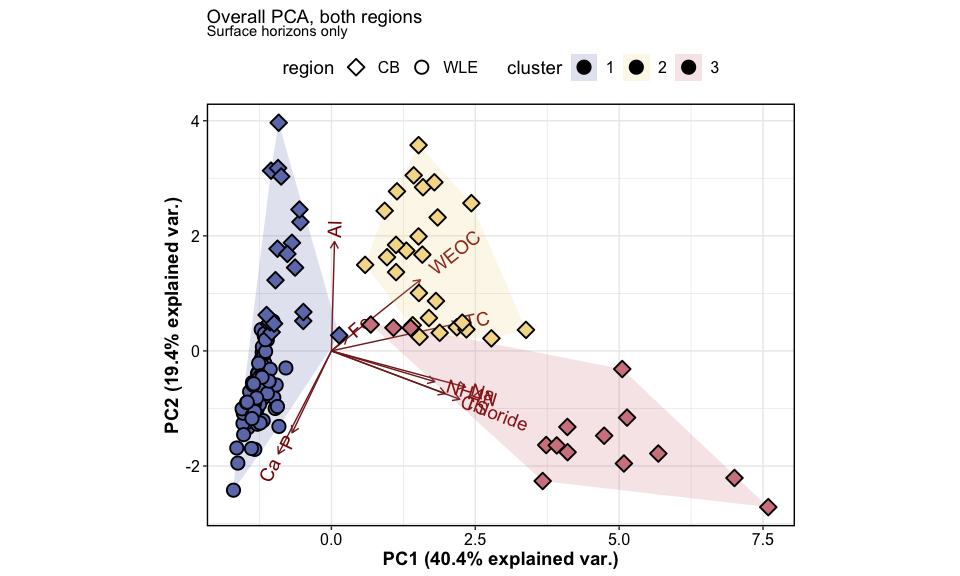 Overall PCA, both regions
Surface horizons only
region CB WLE cluster 1 2 3
PC2 (19.4% explained var.)
4
2
0
-2
Al
WEOC
TC
Fe
Na
Chloride
P
Ca
0.0 2.5 5.0 7.5
PC1 (40.4% explained var.)